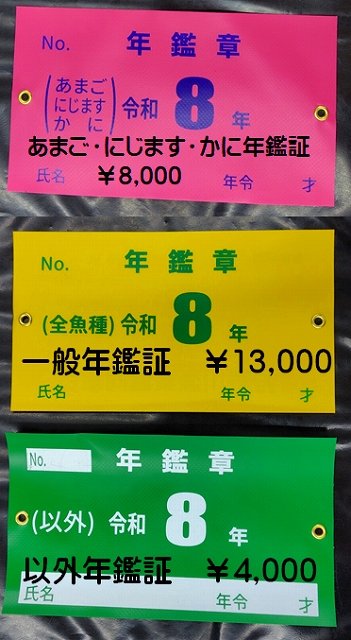 No. 年鑑章
(あまご
にじます
かに) 令和 8 年
あまご・にじます・かに年鑑証
¥8,000
氏名 年令 才
No. 年鑑章
(全魚種) 令和 8 年
一般年鑑証 ¥13,000
氏名 年令 才
No. 年鑑章
(以外) 令和 8 年
以外年鑑証 ¥4,000
氏名 年令 才